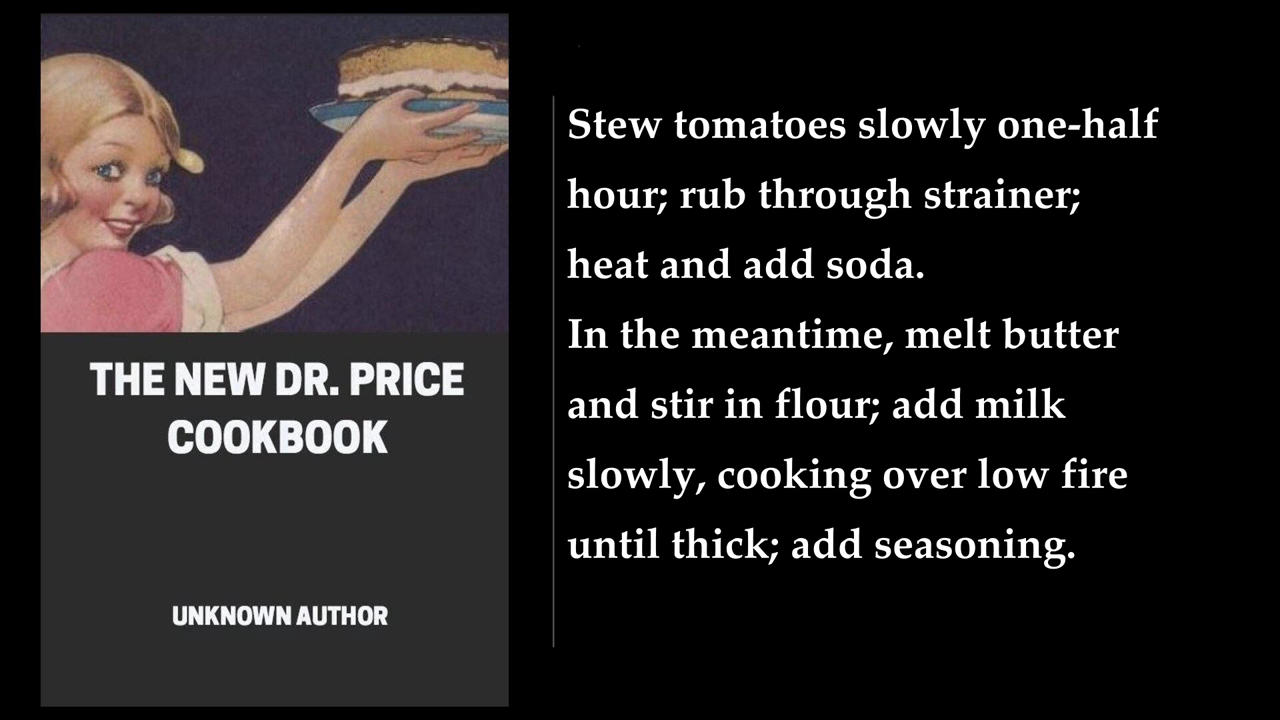 THE NEW DR. PRICE
COOKBOOK
UNKNOWN AUTHOR
Stew tomatoes slowly one-half
hour; rub through strainer;
heat and add soda.
In the meantime, melt butter
and stir in flour; add milk
slowly, cooking over low fire
until thick; add seasoning.